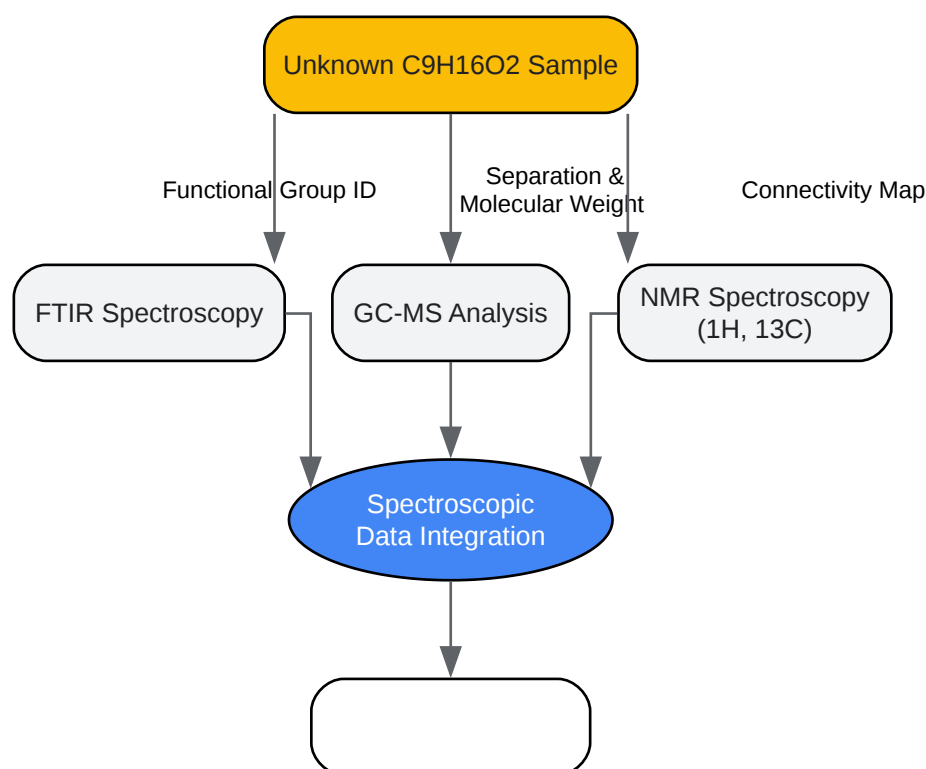 Unknown C9H16O2 Sample
Functional Group ID
Separation &
Molecular Weight
Connectivity Map
FTIR Spectroscopy
GC-MS Analysis
NMR Spectroscopy
(1H, 13C)
Spectroscopic
Data Integration